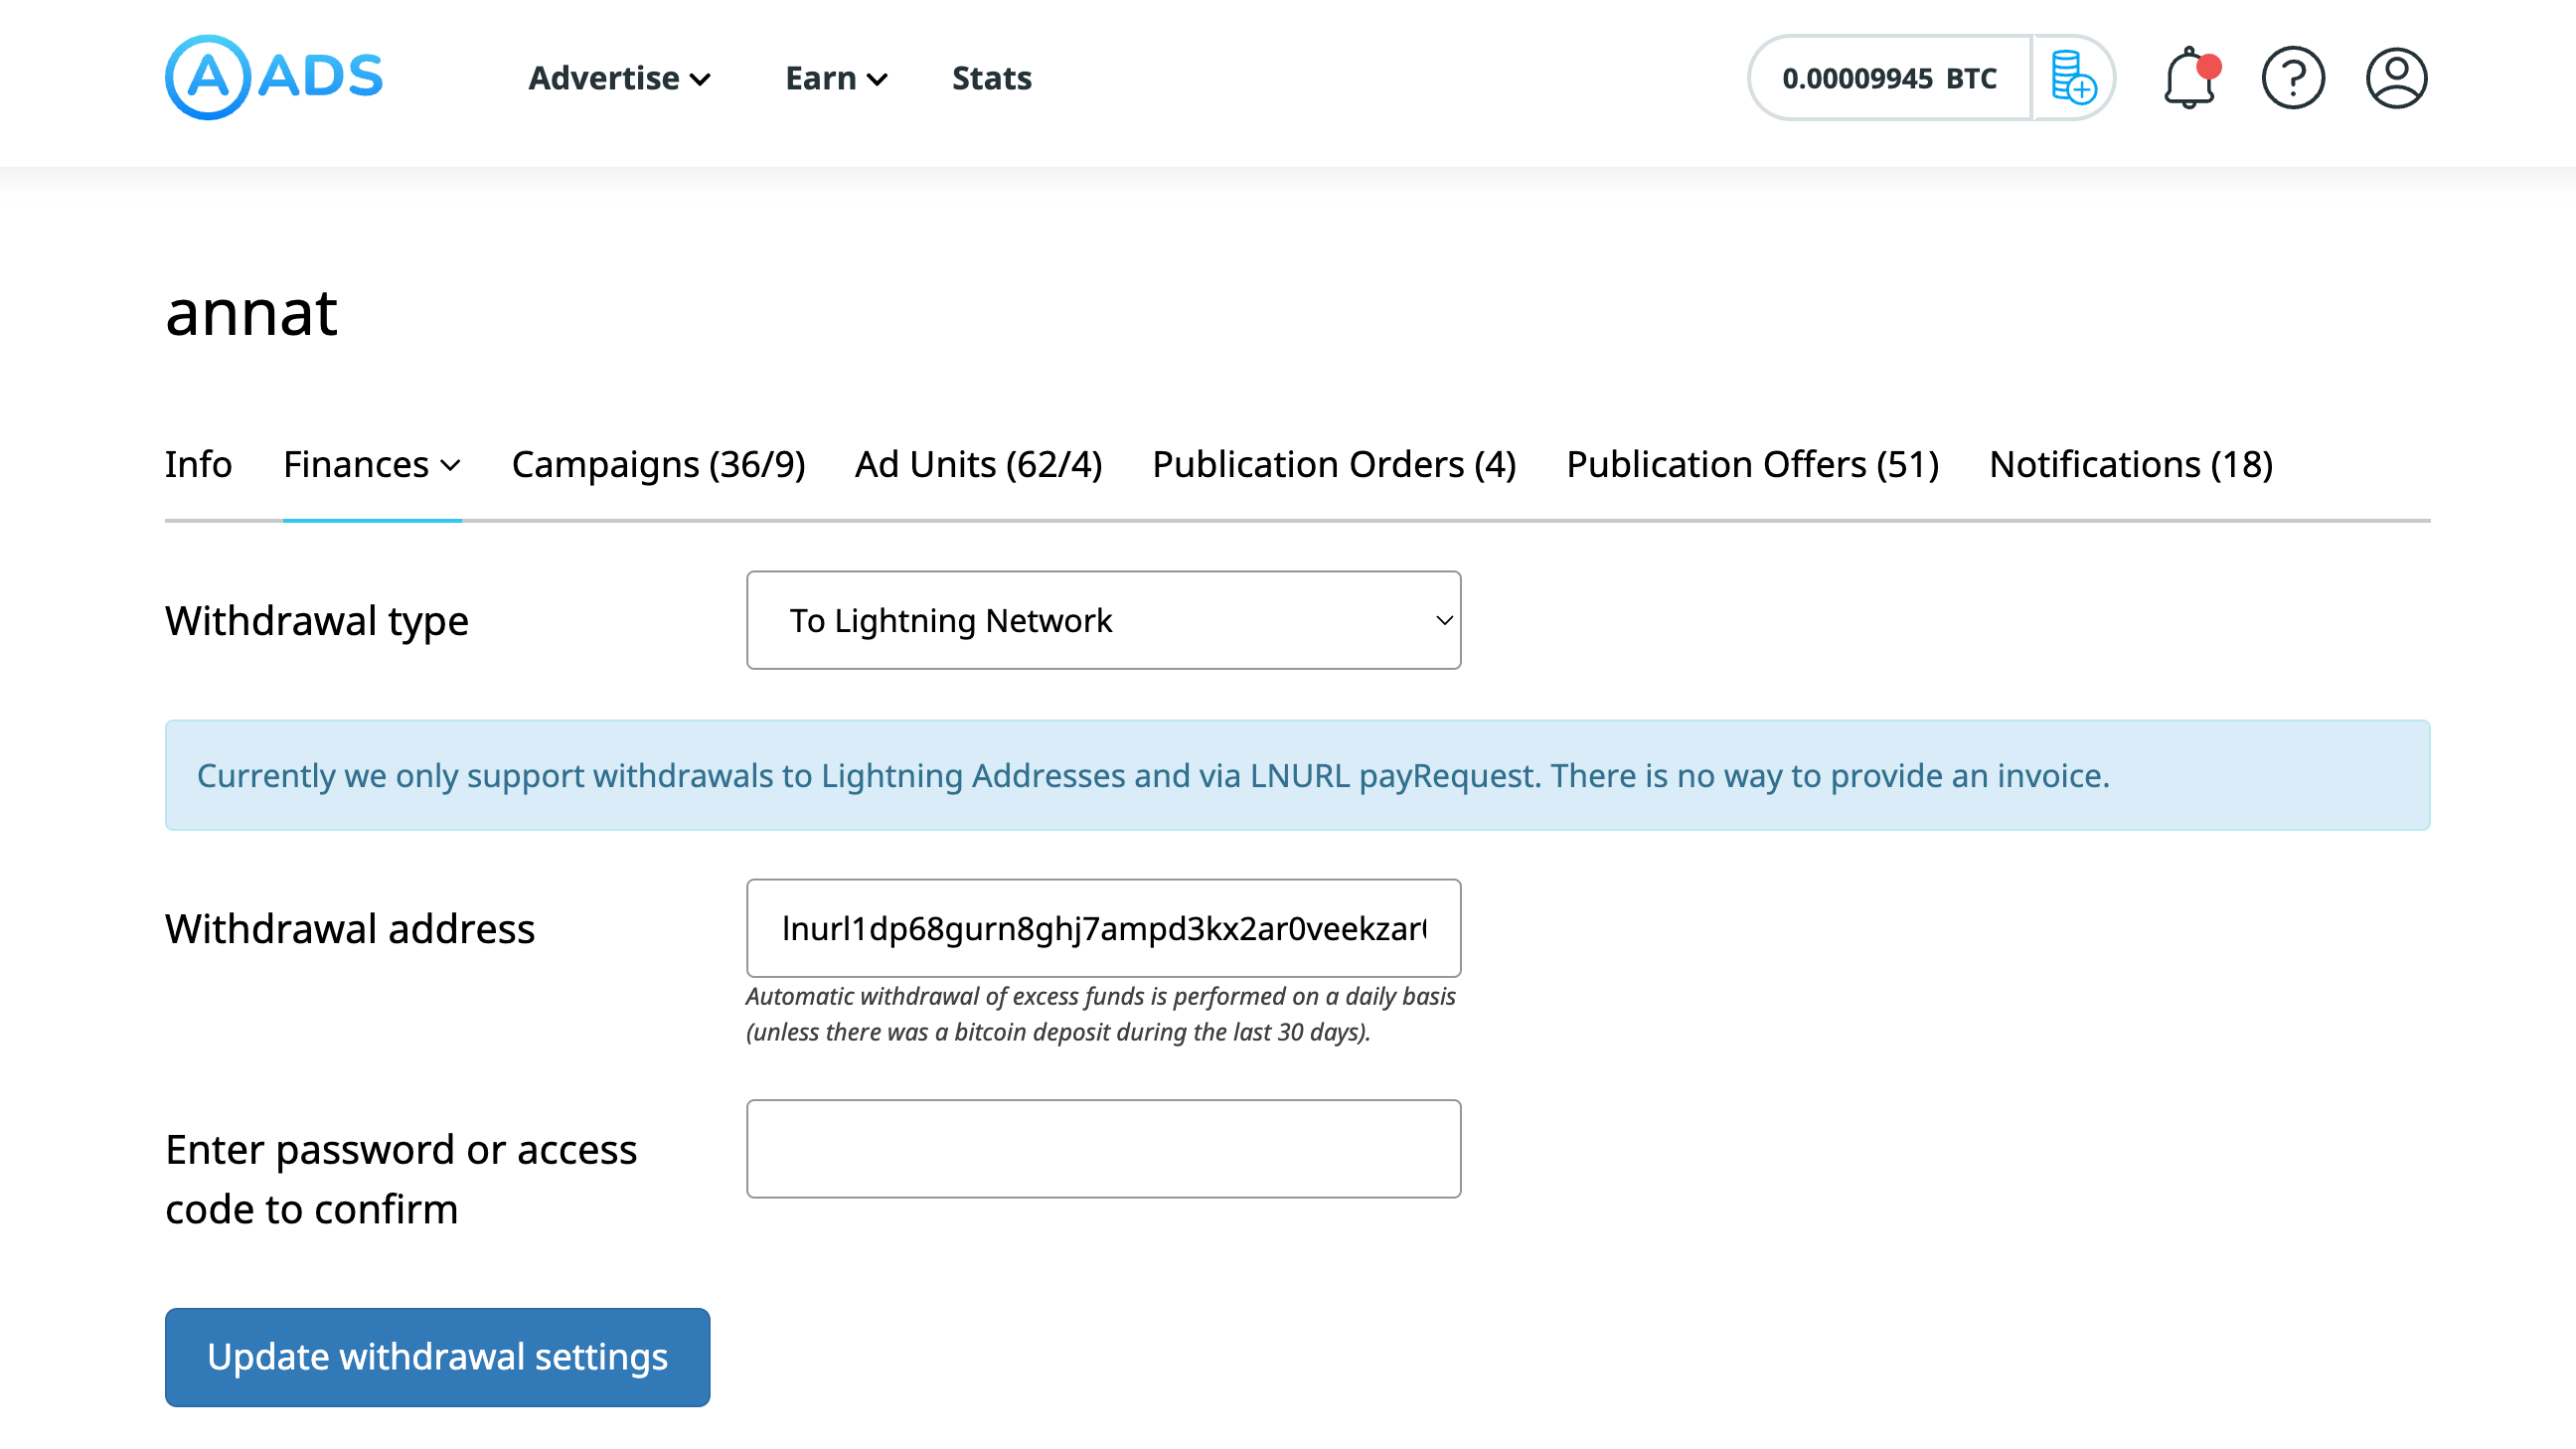 A ADS
Advertise
Earn
Stats
0.00009945 BTC
annat
Info
Finances
Campaigns (36/9)
Ad Units (62/4)
Publication Orders (4)
Publication Offers (51)
Notifications (18)
Withdrawal type
To Lightning Network
Currently we only support withdrawals to Lightning Addresses and via LNURL payRequest. There is no way to provide an invoice.
Withdrawal address
lnurl1dp68gurn8ghj7ampd3kx2ar0veekzar
Automatic withdrawal of excess funds is performed on a daily basis
(unless there was a bitcoin deposit during the last 30 days).
Enter password or access
code to confirm
Update withdrawal settings